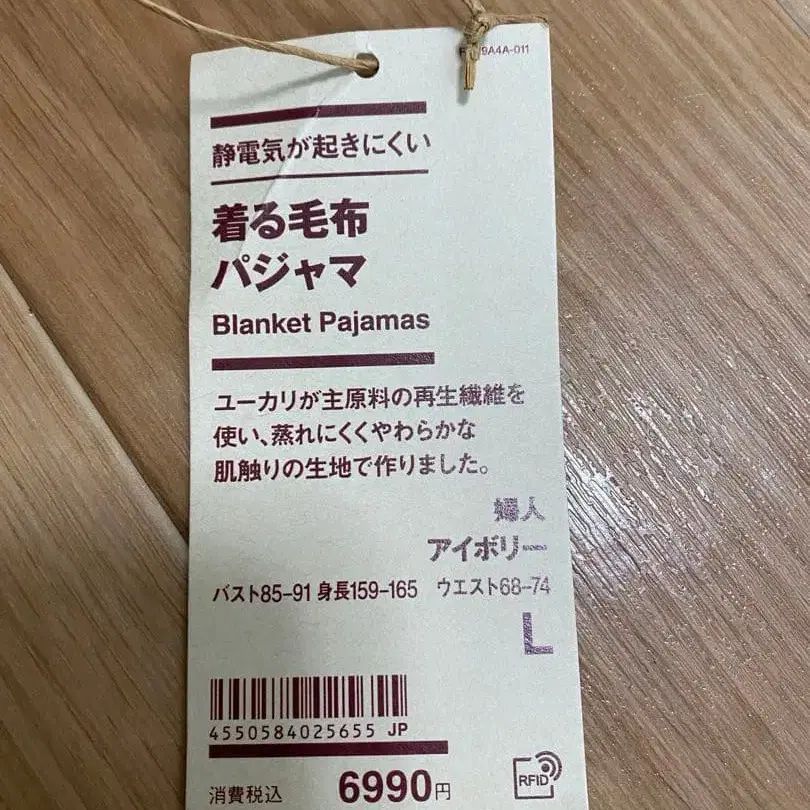 9A4A-011
静電気が起きにくい
着る毛布
パジャマ
Blanket Pajamas
ユーカリが主原料の再生繊維を
使い、蒸れにくくやわらかな
肌触りの生地で作りました。
婦人
アイボリー
バスト85-91 身長159-165 ウエスト68-74
L
4550584025655 JP
消費税込 6990円
RFID